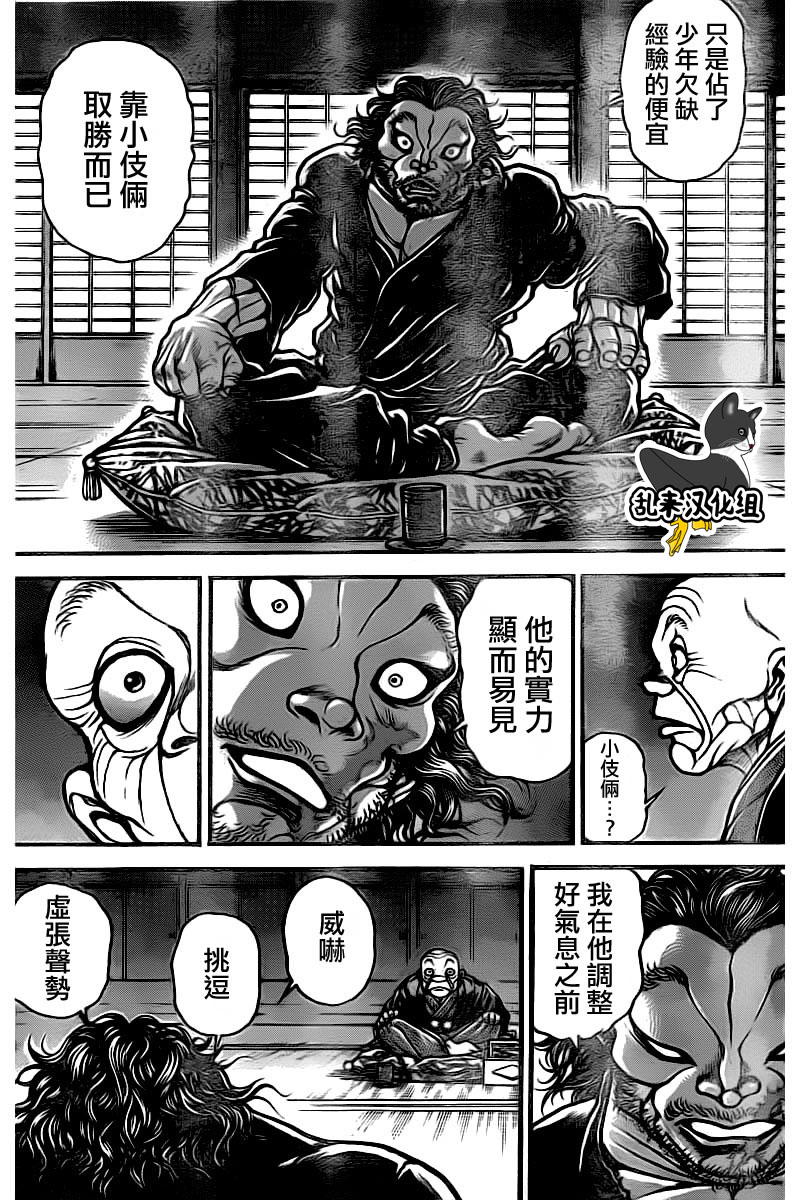 只是佔了
少年欠缺
經驗的便宜
靠小伎倆
取勝而已
乱来汉化组
小伎倆…?
他的實力
顯而易見
我在他調整
好氣息之前
威嚇
挑逗
虛張聲勢